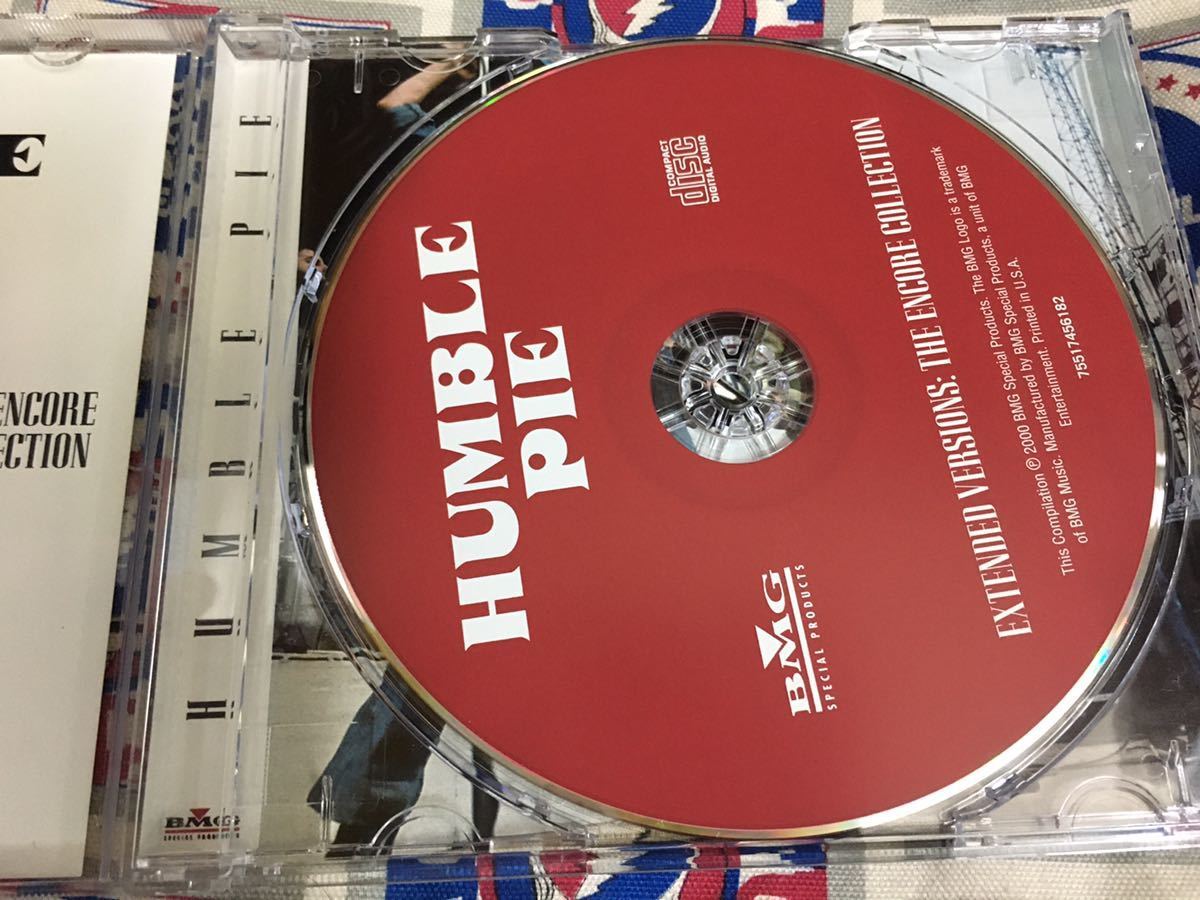 E
ENCORE
ECTION
HUMBLE PIE
BMG
SPECIAL PRODUCTS
HUMBLE
PIE
COMPACT
disc
DIGITAL AUDIO
BMG
SPECIAL PRODUCTS
EXTENDED VERSIONS: THE ENCORE COLLECTION
This Compilation ℗ 2000 BMG Special Products. The BMG Logo is a trademark
of BMG Music. Manufactured by BMG Special Products, a unit of BMG
Entertainment. Printed in U.S.A.
75517456182